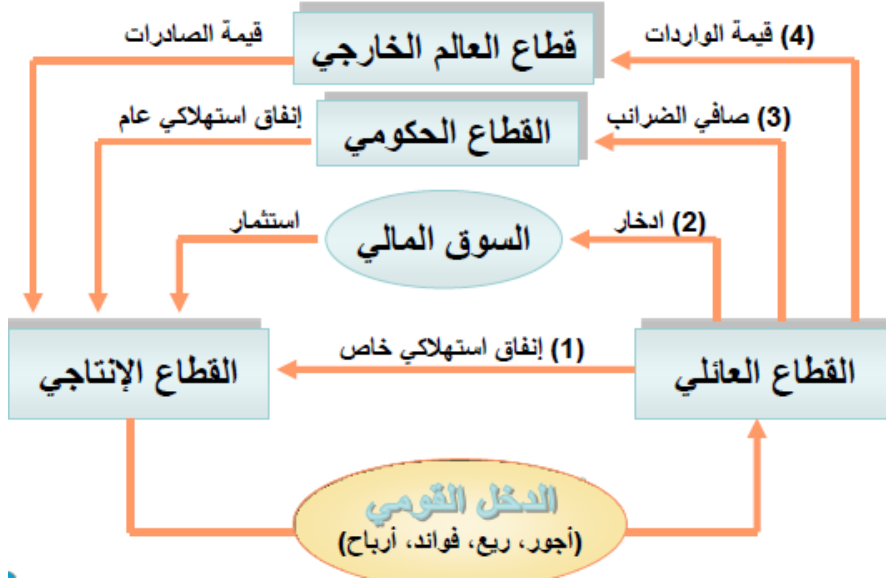 قطاع العالم الخارجي
(4) قيمة الواردات
قيمة الصادرات
القطاع الحكومي
(3) صافي الضرائب
إنفاق استهلاكي عام
السوق المالي
(2) ادخار
استثمار
القطاع العائلي
(1) إنفاق استهلاكي خاص
القطاع الإنتاجي
الدخل القومي
(أجور، ريع، فوائد، أرباح)